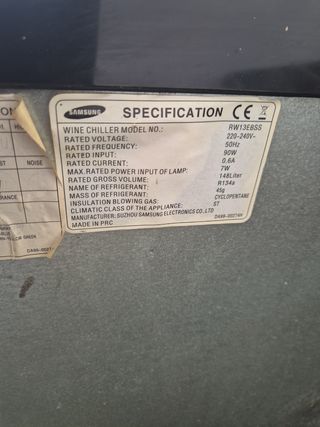 SAMSUNG SPECIFICATION CE
WINE CHILLER MODEL NO.: RW13EBSS
RATED VOLTAGE: 220-240V~
RATED FREQUENCY: 50Hz
RATED INPUT: 90W
RATED CURRENT: 0,6A
MAX.RATED POWER INPUT OF LAMP: 7W
RATED GROSS VOLUME: 148Liter
NAME OF REFRIGERANT: R134a
MASS OF REFRIGERANT: 45g
INSULATION BLOWING GAS: CYCLOPENTANE
CLIMATIC CLASS OF THE APPLIANCE: ST
MANUFACTURER: SUZHOU SAMSUNG ELECTRONICS CO.,LTD
MADE IN PRC
NOISE